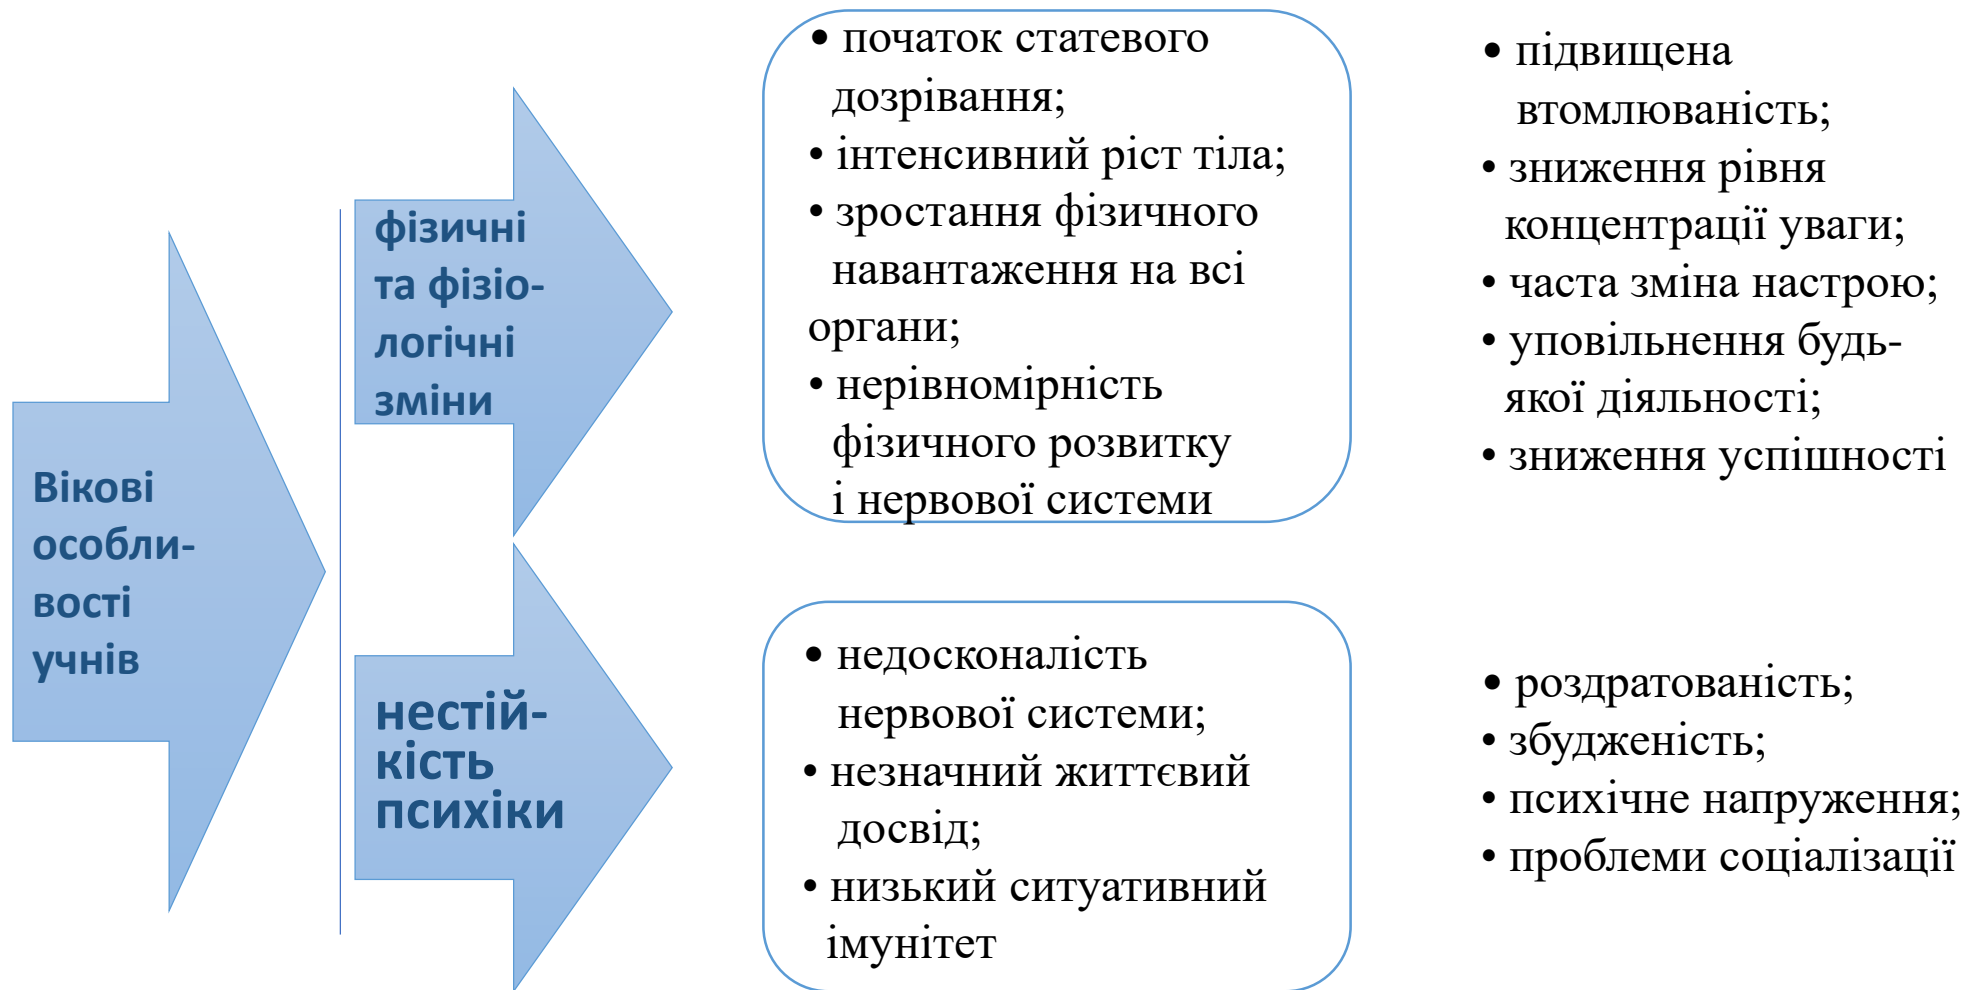 Вікові
особли-
вості
учнів
фізичні
та фізіо-
логічні
зміни
• початок статевого
дозрівання;
• інтенсивний ріст тіла;
• зростання фізичного
навантаження на всі
органи;
• нерівномірність
фізичного розвитку
і нервової системи
• підвищена
втомлюваність;
• зниження рівня
концентрації уваги;
• часта зміна настрою;
• уповільнення будь-
якої діяльності;
• зниження успішності
нестій-
кість
психіки
• недосконалість
нервової системи;
• незначний життєвий
досвід;
• низький ситуативний
імунітет
• роздратованість;
• збудженість;
• психічне напруження;
• проблеми соціалізації